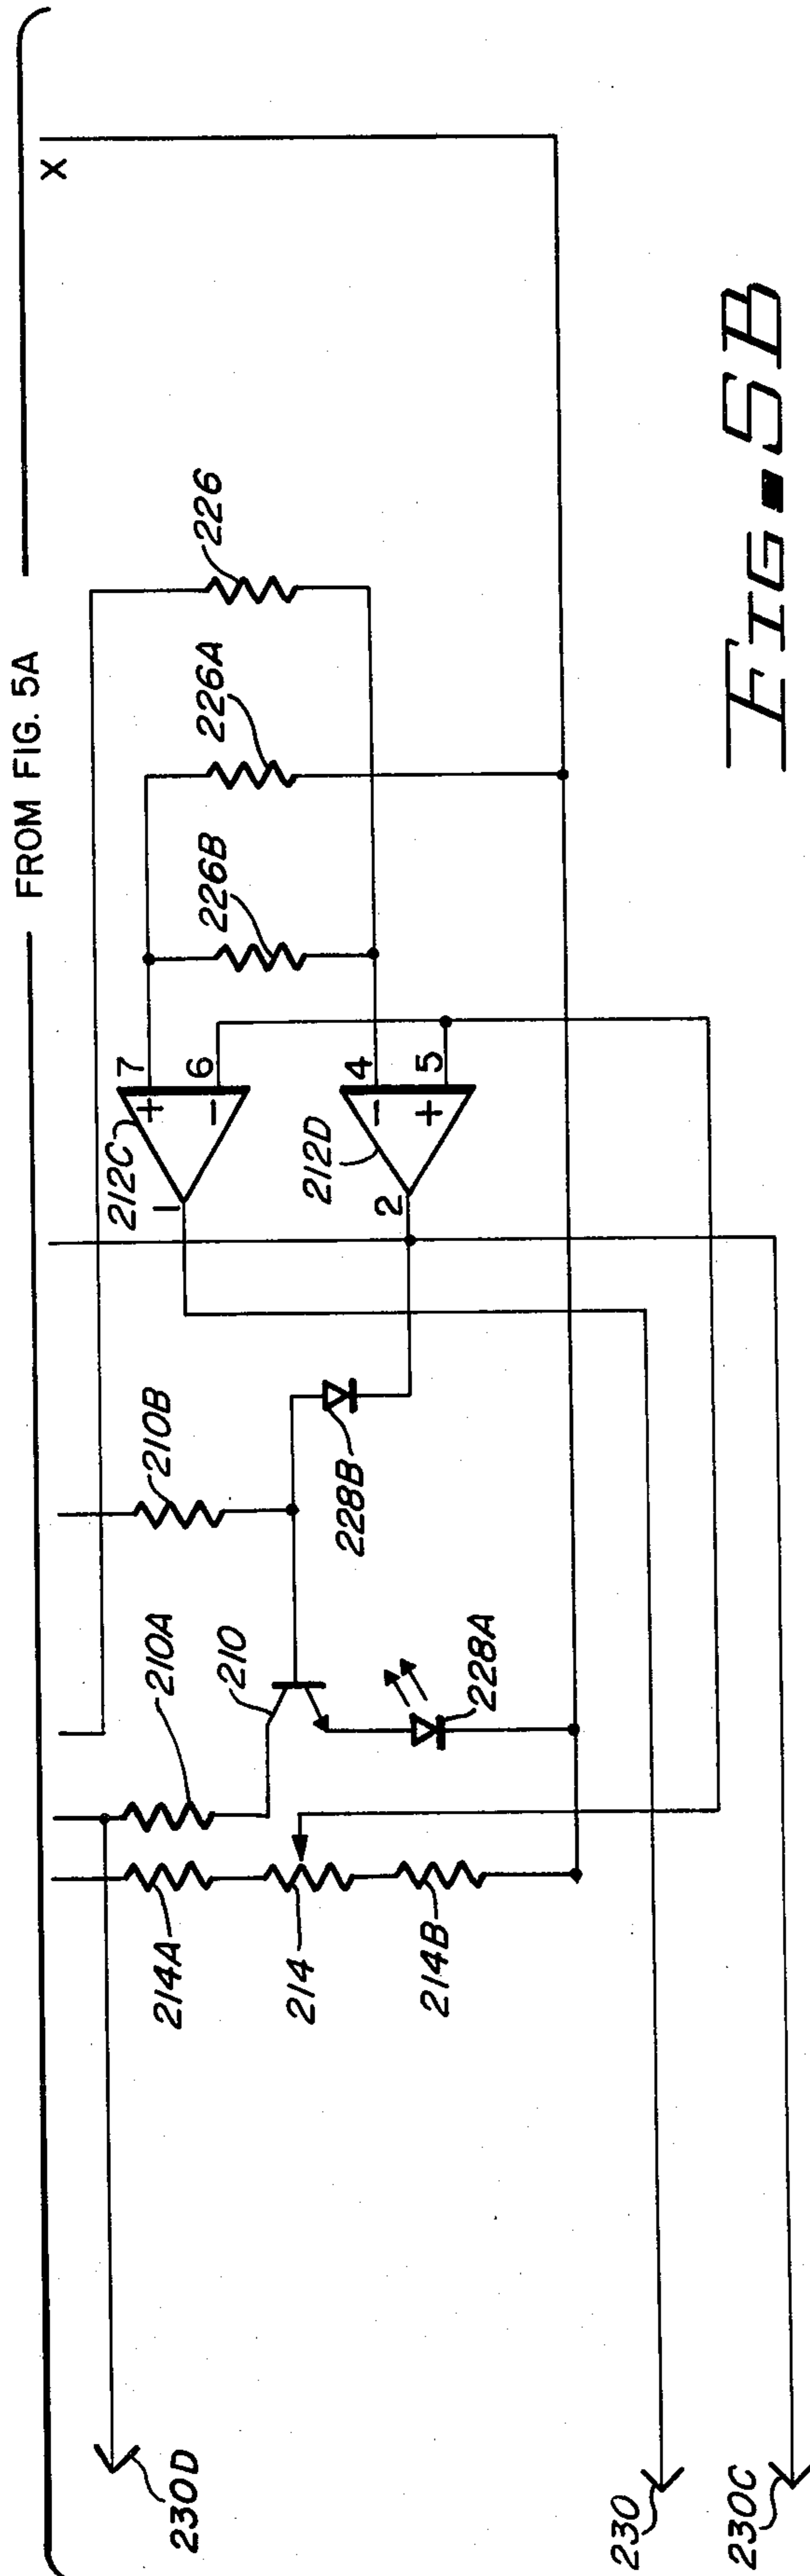 FROM FIG. 5A
X
226
226A
226B
7
+
6
−
212C
1
4
−
5
+
212D
2
210B
228B
210A
210
228A
214A
214
214B
230D
230
230C
FIG. 5B